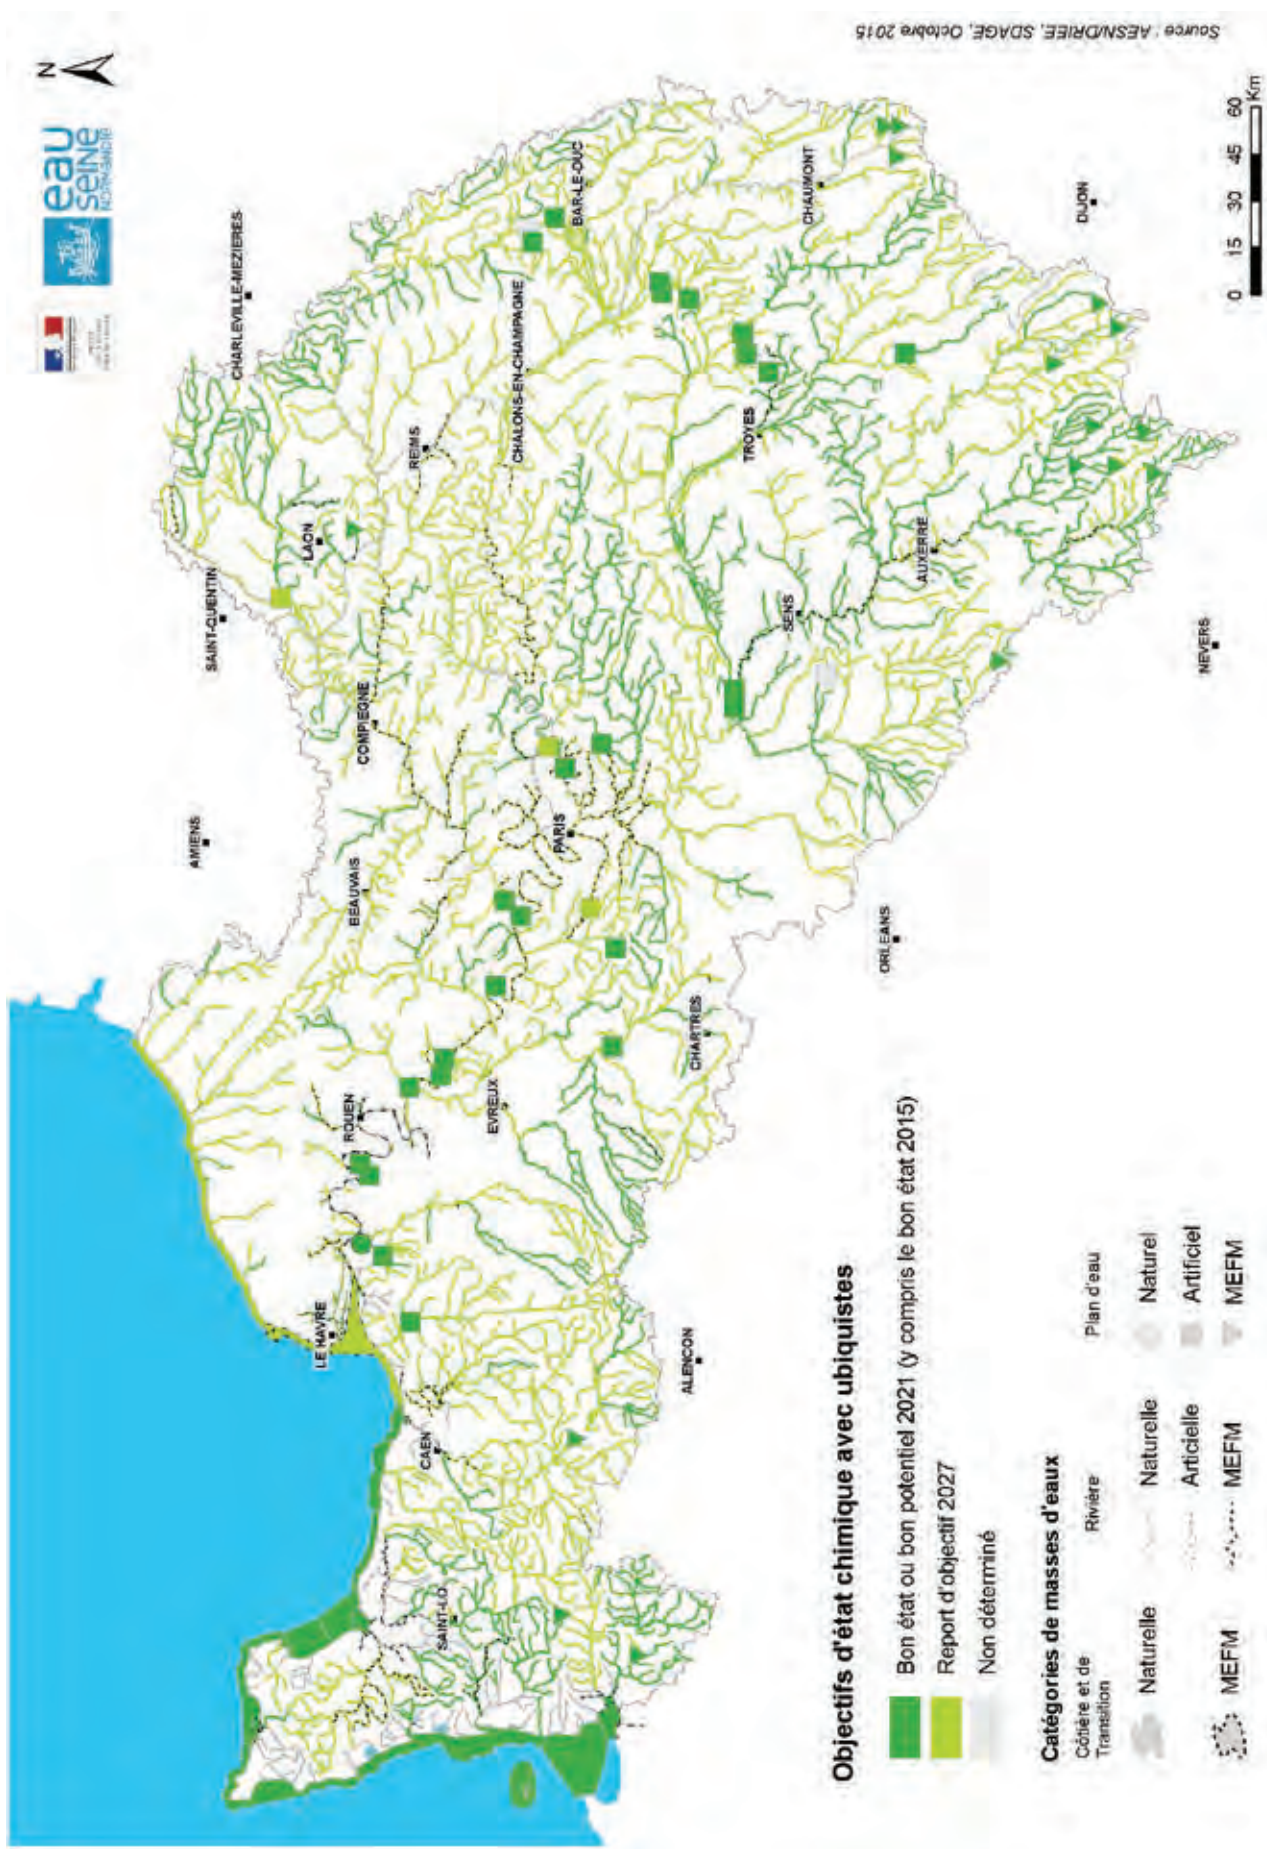 N
eau
seine
NORMANDIE
Source : AESN/DRIEE, SDAGE, Octobre 2015
CHARLEVILLE-MEZIERES
SAINT-QUENTIN
LAON
AMIENS
COMPIEGNE
REIMS
BEAUVAIS
CHALONS-EN-CHAMPAGNE
BAR-LE-DUC
ROUEN
LE HAVRE
PARIS
EVREUX
CAEN
SAINT-LO
TROYES
CHAUMONT
CHARTRES
SENS
ALENCON
AUXERRE
ORLEANS
DIJON
NEVERS
0 15 30 45 60
Km
Objectifs d'état chimique avec ubiquistes
Bon état ou bon potentiel 2021 (y compris le bon état 2015)
Report d'objectif 2027
Non déterminé
Catégories de masses d'eaux
Côtière et de
Transition
Rivière
Plan d'eau
Naturelle
Naturelle
Naturel
Articielle
Artificiel
MEFM
MEFM
MEFM